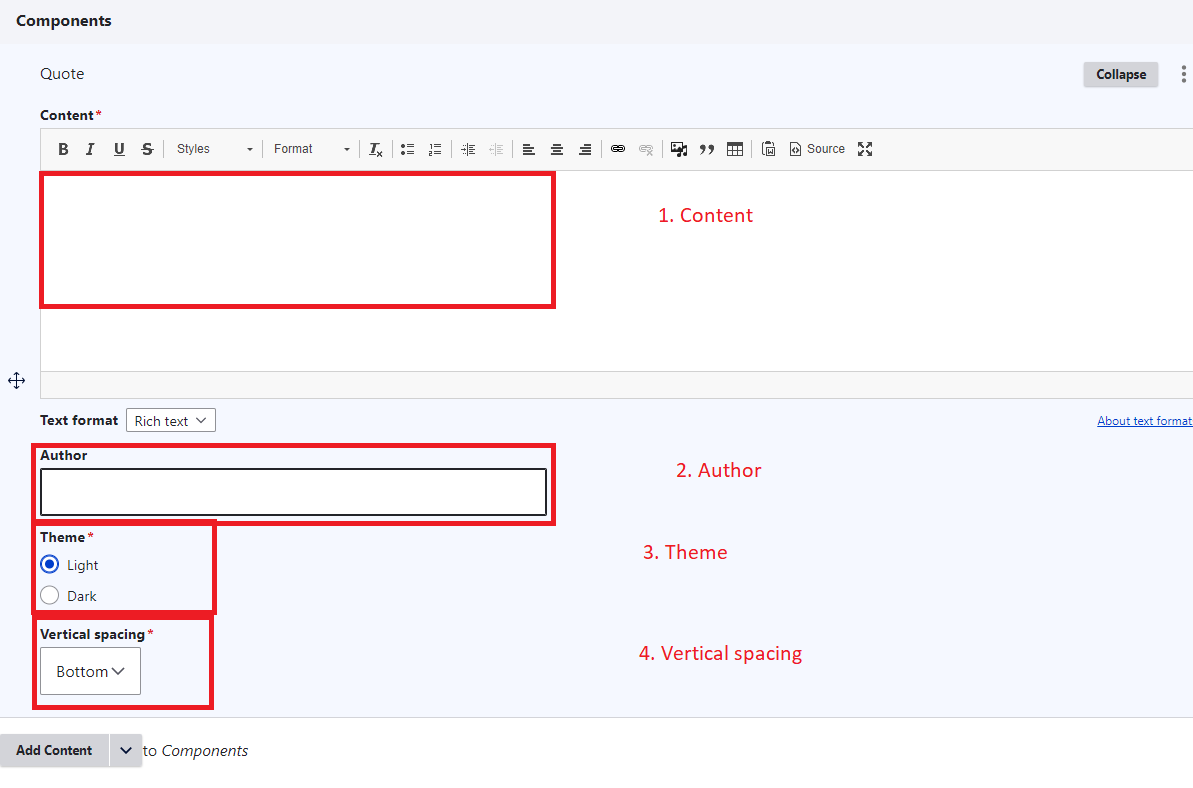 Components
Quote
Collapse
Content*
B I U S Styles Format Tx Source
1. Content
Text format Rich text
About text format
Author
2. Author
Theme*
3. Theme
Light
Dark
Vertical spacing*
4. Vertical spacing
Bottom
Add Content to Components